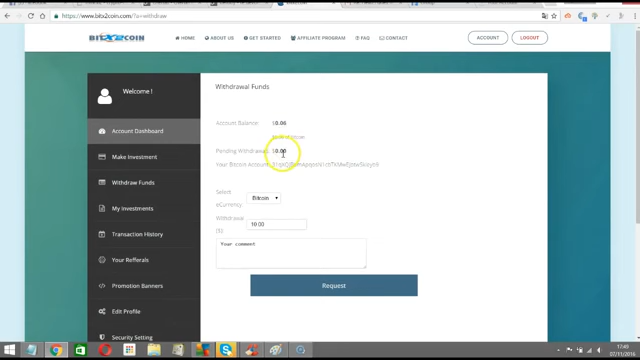 https://www.bitx2coin.com/?a=withdraw
BITX2COIN
HOME
ABOUT US
GET STARTED
AFFILIATE PROGRAM
FAQ
CONTACT
ACCOUNT
LOGOUT
Welcome !
Account Dashboard
Make Investment
Withdraw Funds
My Investments
Transaction History
Your Refferals
Promotion Banners
Edit Profile
Security Setting
Withdrawal Funds
Account Balance: $0.06
Pending Withdrawal: $0.00
Your Bitcoin Account:
Select
eCurrency Bitcoin
Withdrawal 10.00
($)
Your comment
Request
17:49
07/11/2016